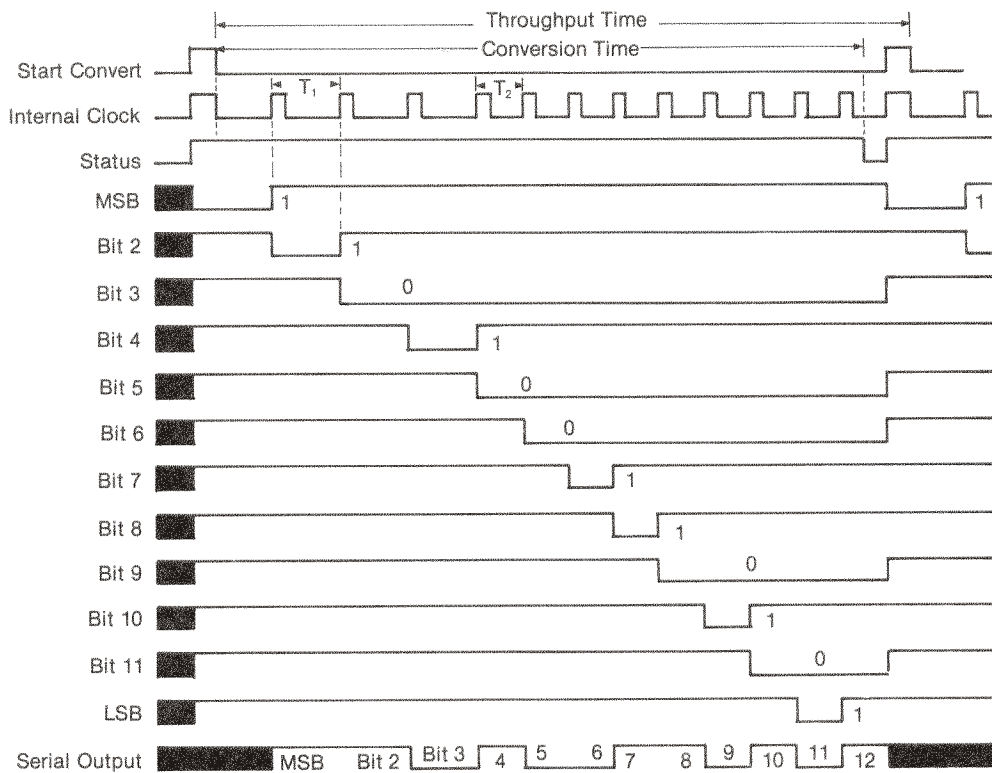 Throughput Time
Conversion Time
Start Convert
T₁ T₂
Internal Clock
Status
MSB 1 1
Bit 2 1
Bit 3 0
Bit 4 1
Bit 5 0
Bit 6 0
Bit 7 1
Bit 8 1
Bit 9 0
Bit 10 1
Bit 11 0
LSB 1
Serial Output MSB Bit 2 Bit 3 4 5 6 7 8 9 10 11 12